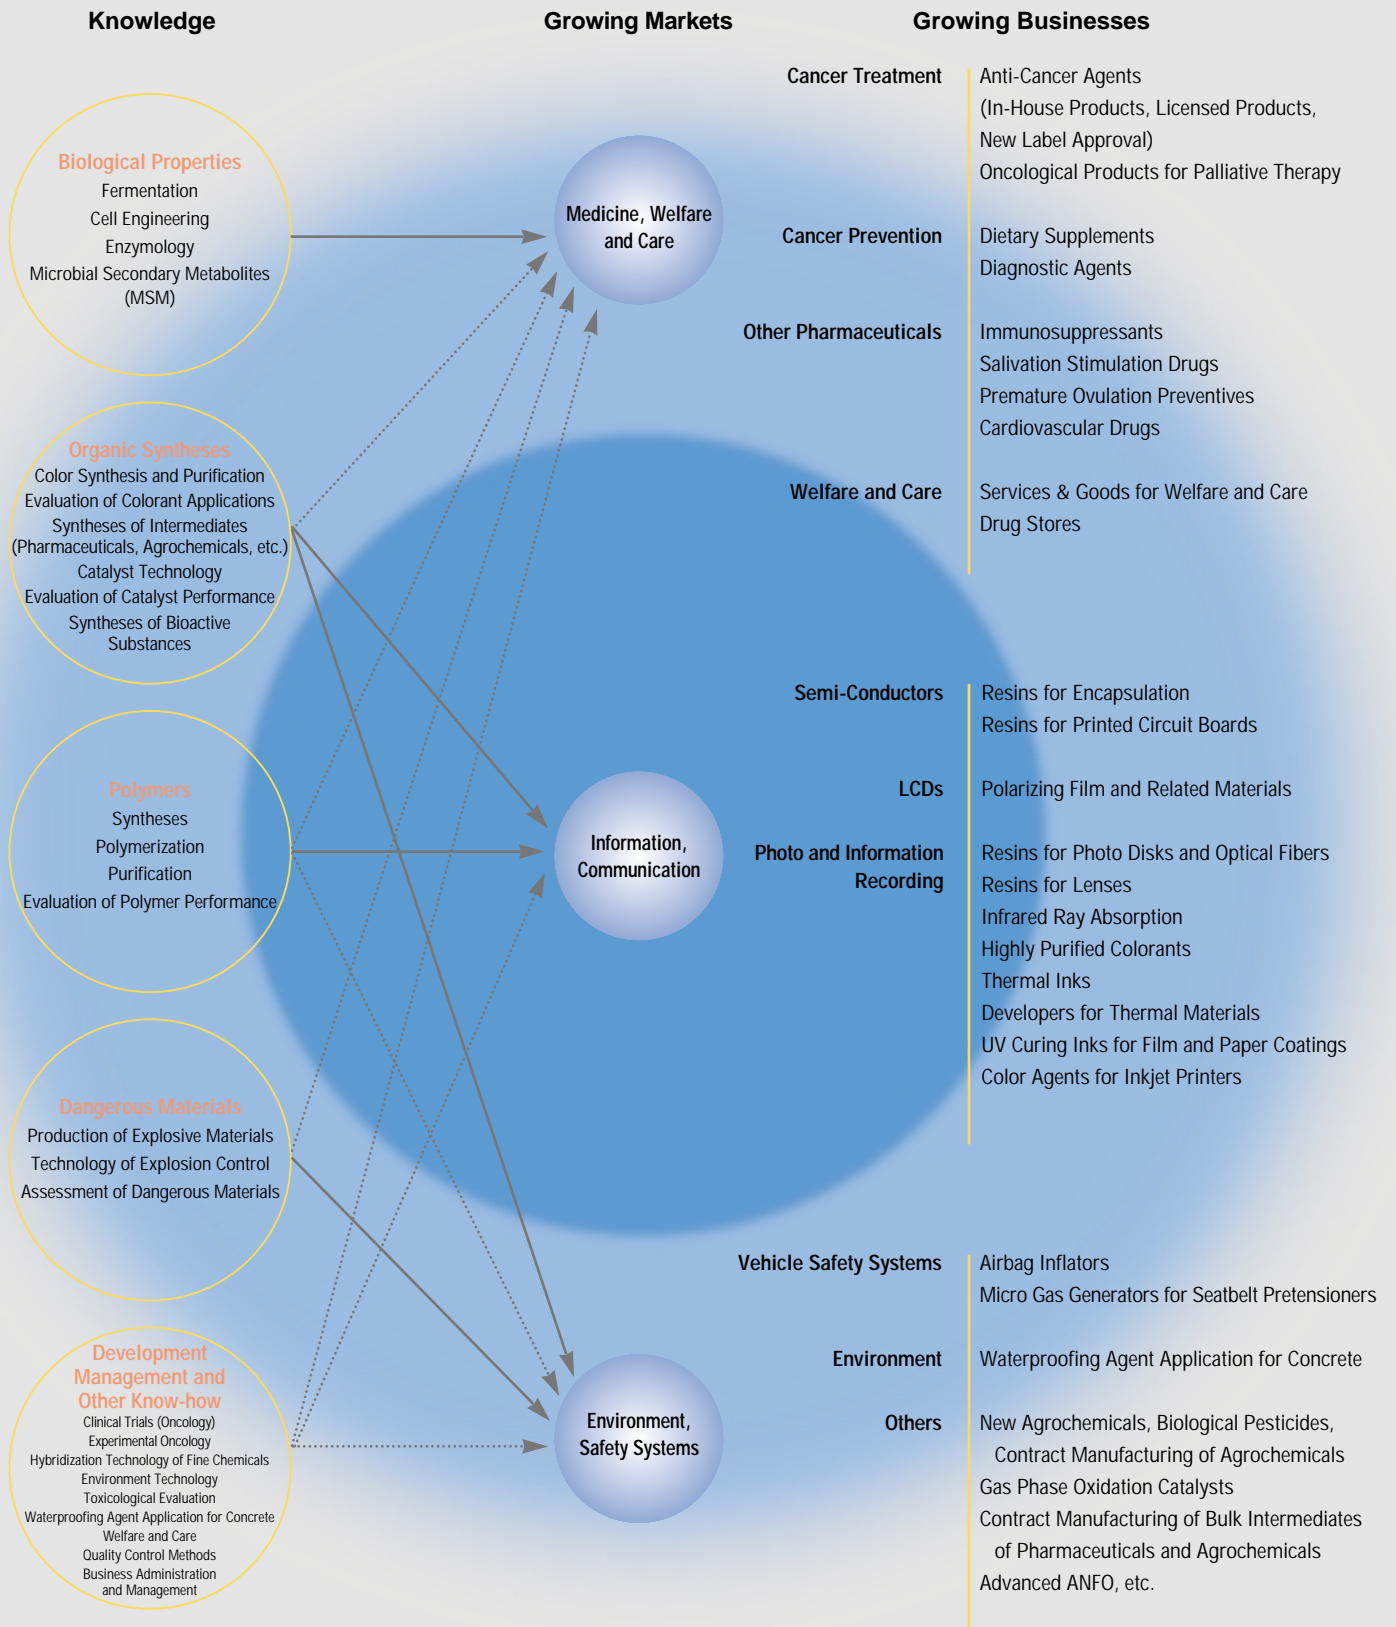 Knowledge
Growing Markets
Growing Businesses
Biological Properties
Fermentation
Cell Engineering
Enzymology
Microbial Secondary Metabolites
(MSM)
Organic Syntheses
Color Synthesis and Purification
Evaluation of Colorant Applications
Syntheses of Intermediates
(Pharmaceuticals, Agrochemicals, etc.)
Catalyst Technology
Evaluation of Catalyst Performance
Syntheses of Bioactive
Substances
Polymers
Syntheses
Polymerization
Purification
Evaluation of Polymer Performance
Dangerous Materials
Production of Explosive Materials
Technology of Explosion Control
Assessment of Dangerous Materials
Development
Management and
Other Know-how
Clinical Trials (Oncology)
Experimental Oncology
Hybridization Technology of Fine Chemicals
Environment Technology
Toxicological Evaluation
Waterproofing Agent Application for Concrete
Welfare and Care
Quality Control Methods
Business Administration
and Management
Medicine, Welfare
and Care
Information,
Communication
Environment,
Safety Systems
Cancer Treatment
Anti-Cancer Agents
(In-House Products, Licensed Products,
New Label Approval)
Oncological Products for Palliative Therapy
Cancer Prevention
Dietary Supplements
Diagnostic Agents
Other Pharmaceuticals
Immunosuppressants
Salivation Stimulation Drugs
Premature Ovulation Preventives
Cardiovascular Drugs
Welfare and Care
Services & Goods for Welfare and Care
Drug Stores
Semi-Conductors
Resins for Encapsulation
Resins for Printed Circuit Boards
LCDs
Polarizing Film and Related Materials
Photo and Information
Recording
Resins for Photo Disks and Optical Fibers
Resins for Lenses
Infrared Ray Absorption
Highly Purified Colorants
Thermal Inks
Developers for Thermal Materials
UV Curing Inks for Film and Paper Coatings
Color Agents for Inkjet Printers
Vehicle Safety Systems
Airbag Inflators
Micro Gas Generators for Seatbelt Pretensioners
Environment
Waterproofing Agent Application for Concrete
Others
New Agrochemicals, Biological Pesticides,
Contract Manufacturing of Agrochemicals
Gas Phase Oxidation Catalysts
Contract Manufacturing of Bulk Intermediates
of Pharmaceuticals and Agrochemicals
Advanced ANFO, etc.